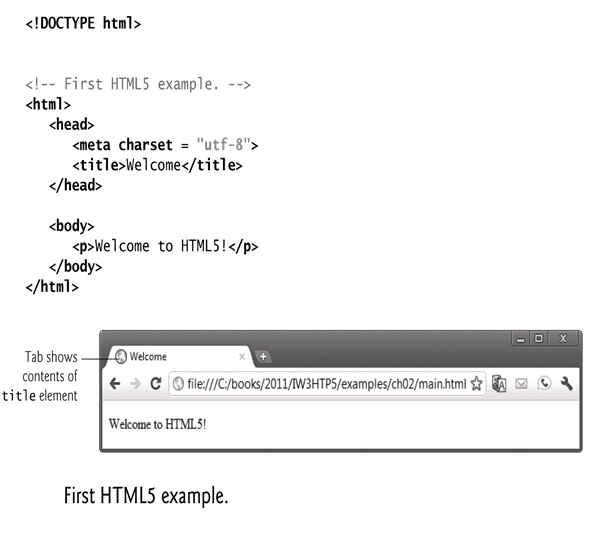 <!DOCTYPE html>
<!-- First HTML5 example. -->
<html>
<head>
<meta charset = "utf-8">
<title>Welcome</title>
</head>
<body>
<p>Welcome to HTML5!</p>
</body>
</html>
Tab shows
contents of
title element
Welcome
file:///C:/books/2011/IW3HTP5/examples/ch02/main.html
Welcome to HTML5!
First HTML5 example.